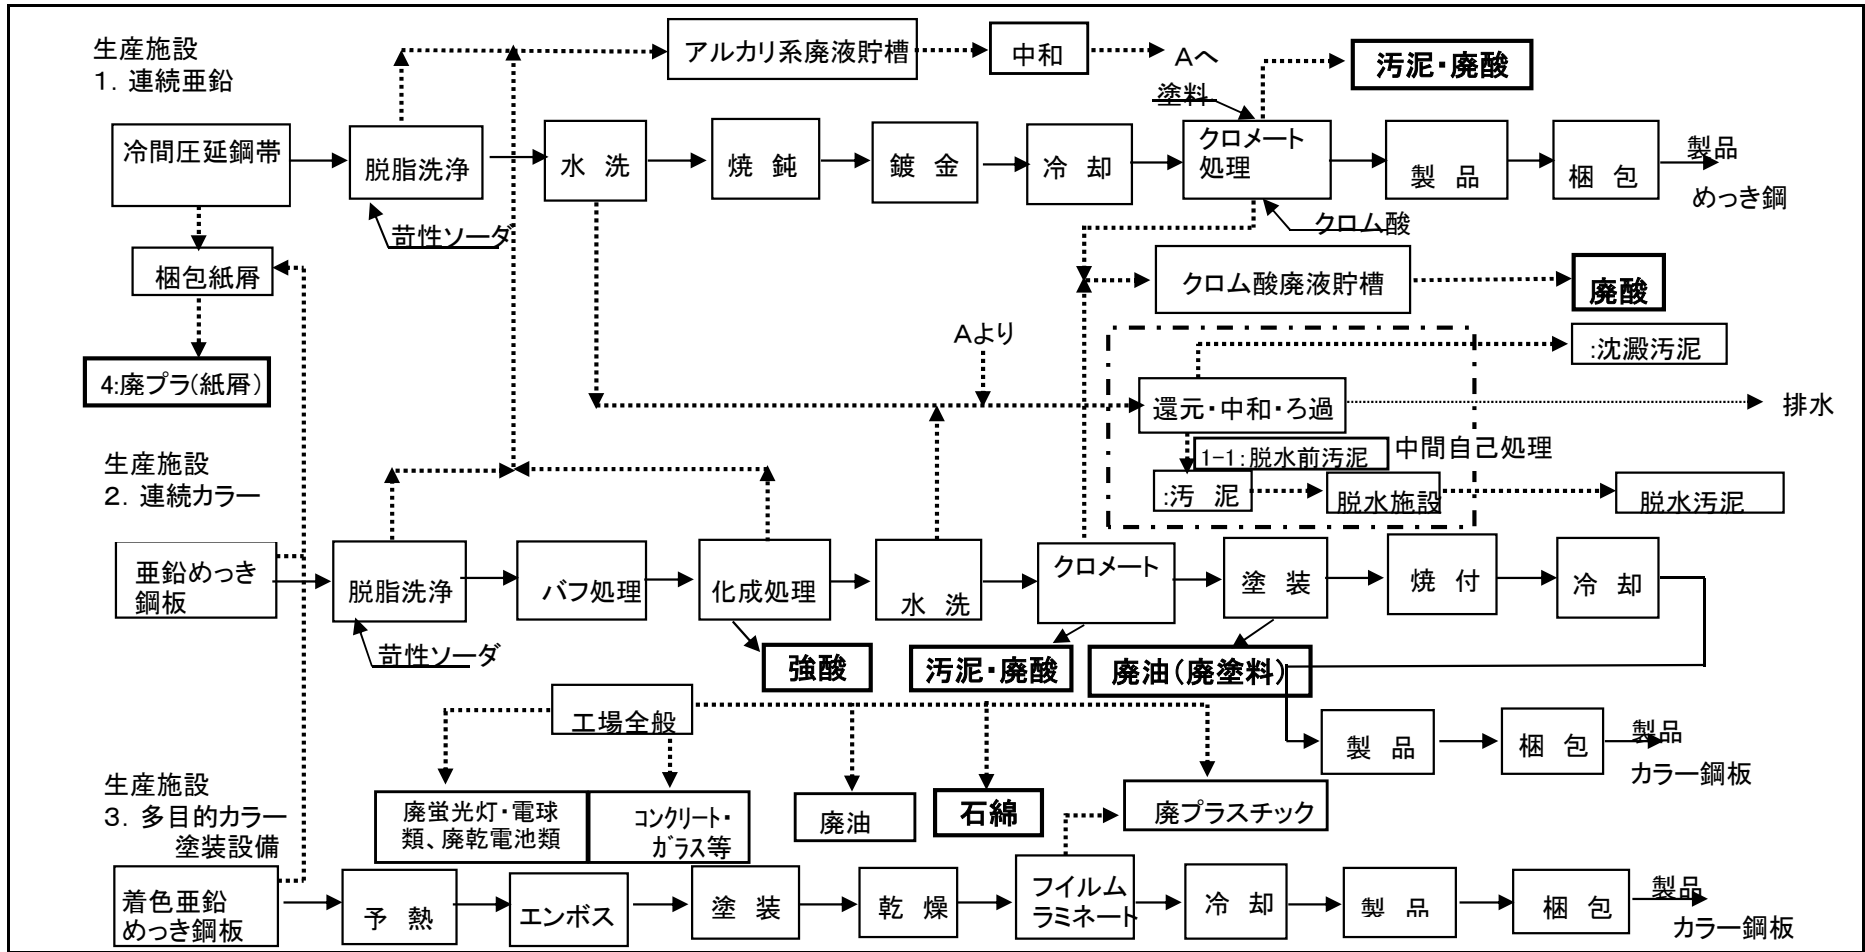 生産施設
1．連続亜鉛
アルカリ系廃液貯槽
中和
Aへ
汚泥・廃酸
塗料
冷間圧延鋼帯
脱脂洗浄
水 洗
焼 鈍
鍍 金
冷 却
クロメート
処理
製 品
梱 包
製品
めっき鋼
苛性ソーダ
クロム酸
梱包紙屑
クロム酸廃液貯槽
廃酸
4:廃プラ(紙屑)
Aより
:沈澱汚泥
還元・中和・ろ過
排水
1-1:脱水前汚泥
中間自己処理
:汚 泥
脱水施設
脱水汚泥
生産施設
2．連続カラー
亜鉛めっき
鋼板
脱脂洗浄
バフ処理
化成処理
水 洗
クロメート
塗 装
焼 付
冷 却
苛性ソーダ
強酸
汚泥・廃酸
廃油(廃塗料)
工場全般
製 品
梱 包
製品
カラー鋼板
廃蛍光灯・電球
類、廃乾電池類
コンクリート・
ガラス等
廃油
石綿
廃プラスチック
生産施設
3．多目的カラー
塗装設備
着色亜鉛
めっき鋼板
予 熱
エンボス
塗 装
乾 燥
フイルム
ラミネート
冷 却
製 品
梱 包
製品
カラー鋼板